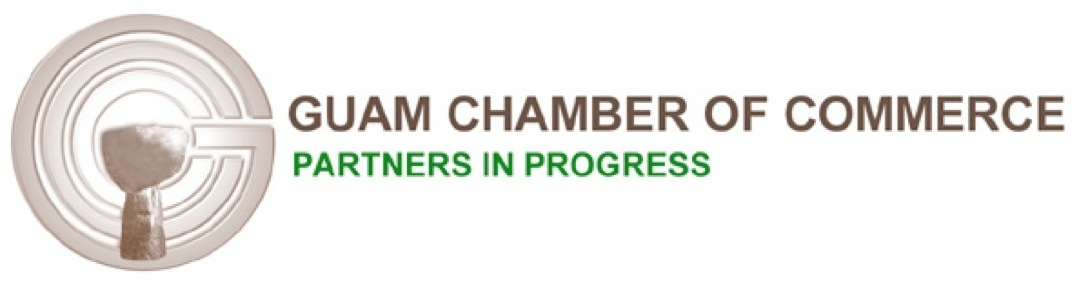 GUAM CHAMBER OF COMMERCE
PARTNERS IN PROGRESS